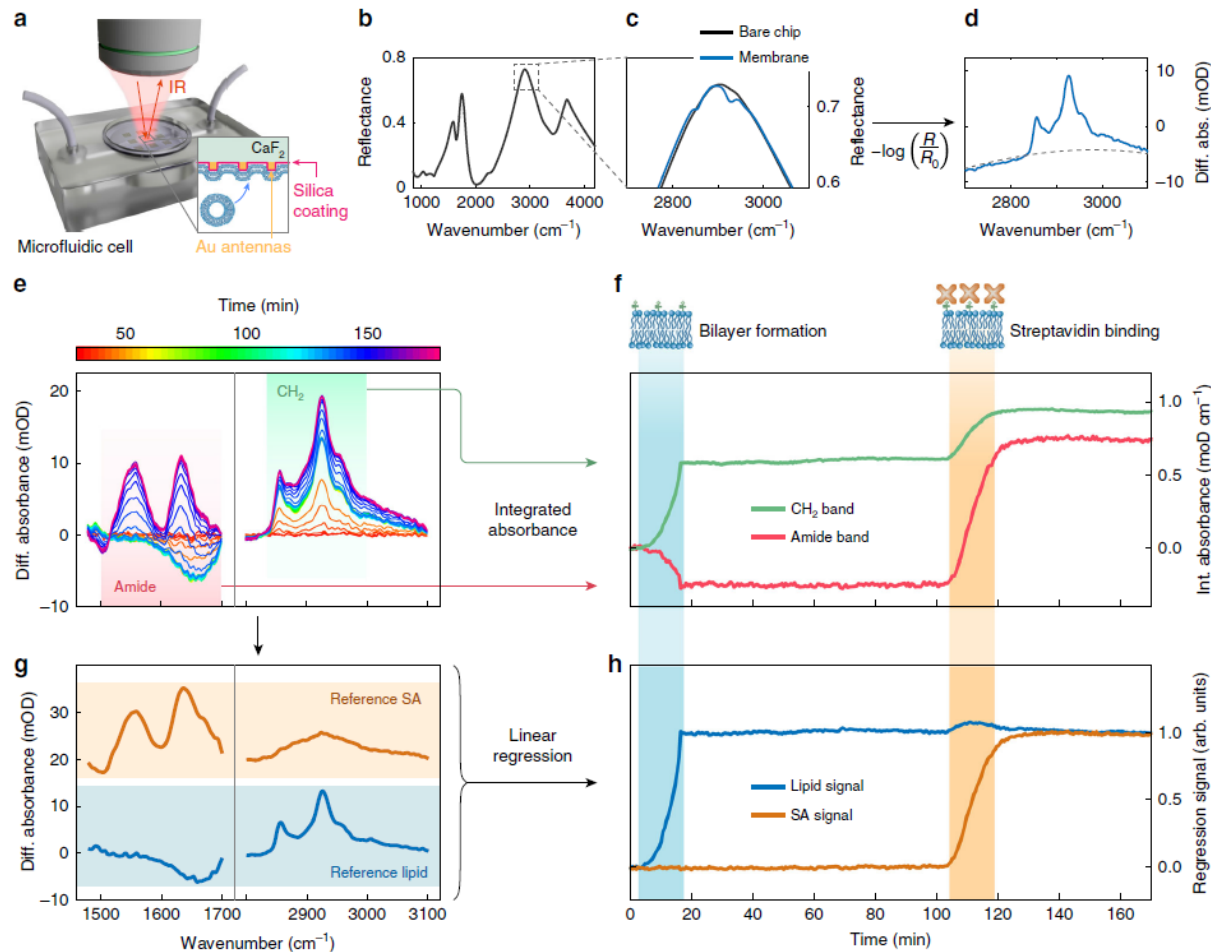 a
IR
CaF2
Silica
coating
Microfluidic cell
Au antennas
b
Reflectance
0.8
0.4
0
1000 2000 3000 4000
Wavenumber (cm−1)
c
Bare chip
Membrane
0.7
0.6
Reflectance
2800 3000
Wavenumber (cm−1)
−log (R/R0)
d
10
0
−10
Diff. abs. (mOD)
2800 3000
Wavenumber (cm−1)
e
Time (min)
50 100 150
Diff. absorbance (mOD)
20
10
0
−10
CH2
Amide
Integrated
absorbance
f
Bilayer formation
Streptavidin binding
1.0
0.5
0.0
Int. absorbance (moD cm−1)
CH2 band
Amide band
g
Diff. absorbance (mOD)
30
20
10
0
−10
Reference SA
Reference lipid
1500 1600 1700 2900 3000 3100
Wavenumber (cm−1)
Linear
regression
h
1.0
0.5
0.0
Regression signal (arb. units)
Lipid signal
SA signal
0 20 40 60 80 100 120 140 160
Time (min)